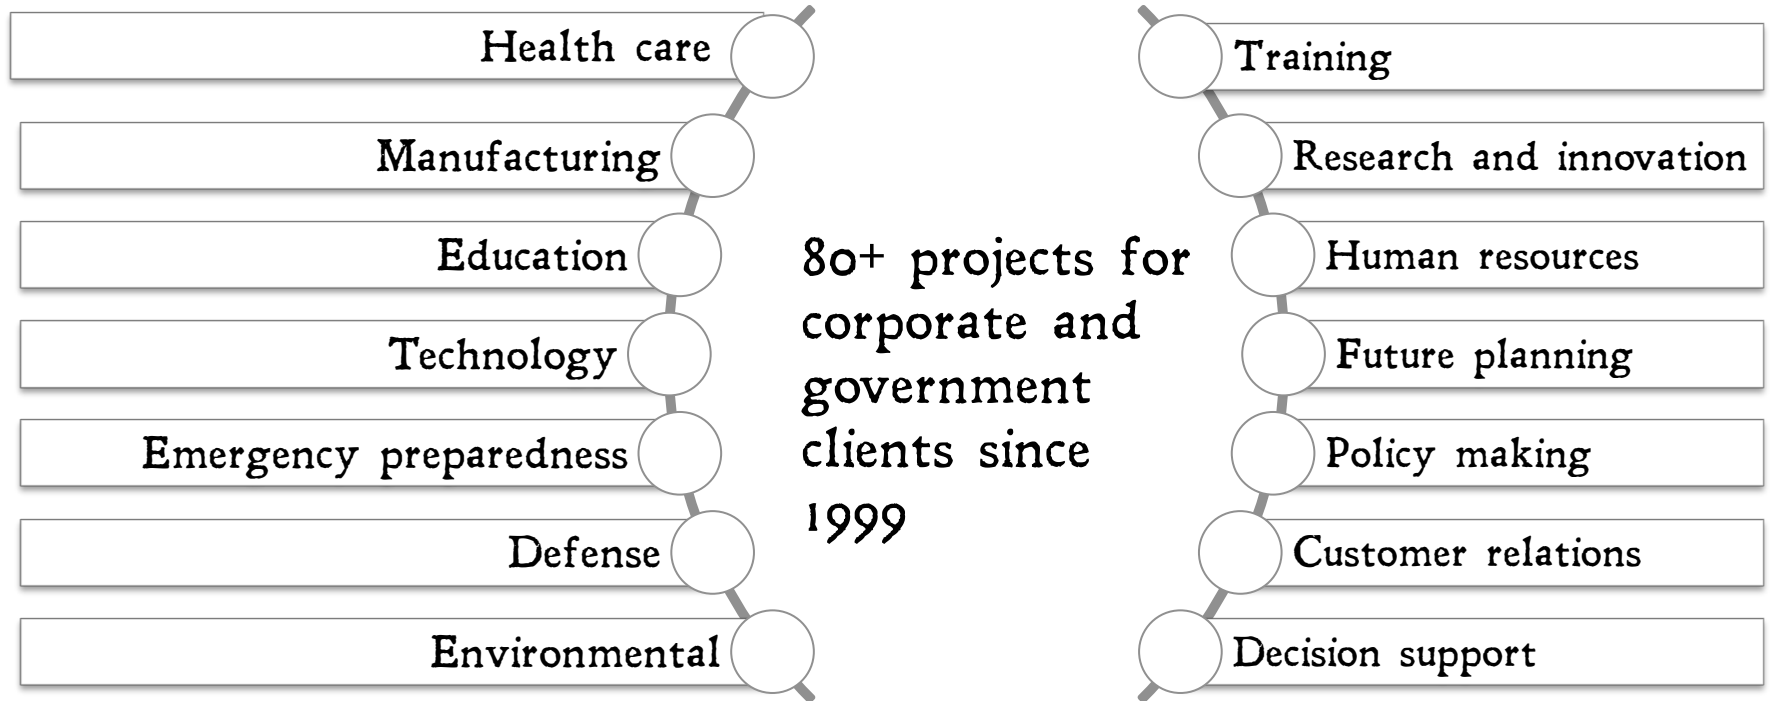 Health care
Manufacturing
Education
Technology
Emergency preparedness
Defense
Environmental
80+ projects for
corporate and
government
clients since
1999
Training
Research and innovation
Human resources
Future planning
Policy making
Customer relations
Decision support